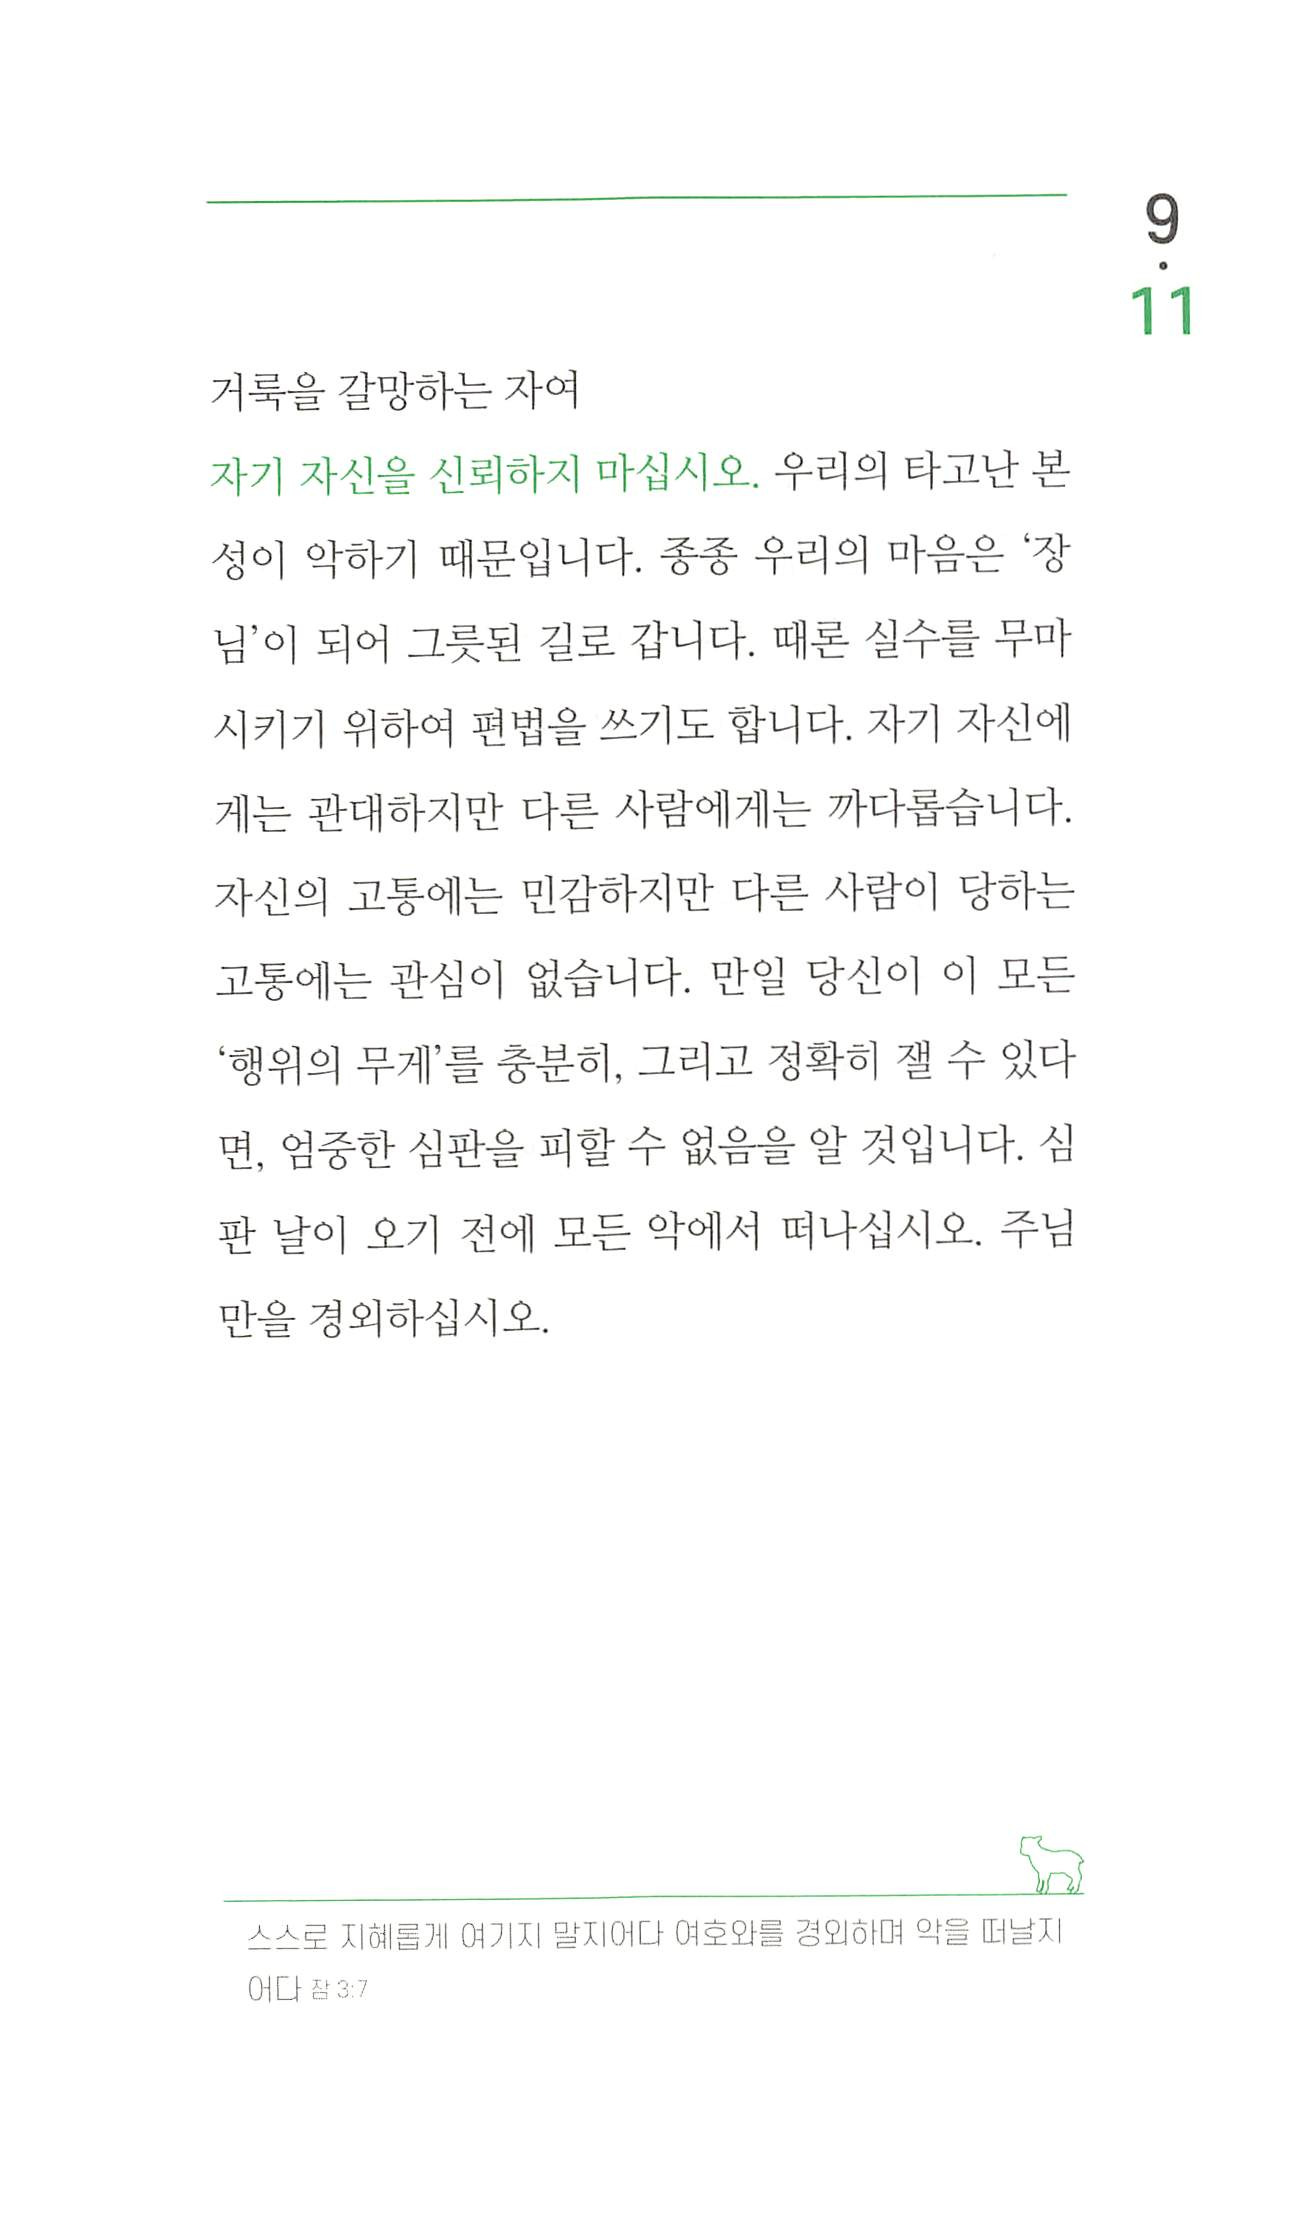 9
·
11
거룩을 갈망하는 자여
자기 자신을 신뢰하지 마십시오. 우리의 타고난 본
성이 악하기 때문입니다. 종종 우리의 마음은 ‘장
님’이 되어 그릇된 길로 갑니다. 때론 실수를 무마
시키기 위하여 편법을 쓰기도 합니다. 자기 자신에
게는 관대하지만 다른 사람에게는 까다롭습니다.
자신의 고통에는 민감하지만 다른 사람이 당하는
고통에는 관심이 없습니다. 만일 당신이 이 모든
‘행위의 무게’를 충분히, 그리고 정확히 잴 수 있다
면, 엄중한 심판을 피할 수 없음을 알 것입니다. 심
판 날이 오기 전에 모든 악에서 떠나십시오. 주님
만을 경외하십시오.
스스로 지혜롭게 여기지 말지어다 여호와를 경외하며 악을 떠날지
어다 잠 3:7